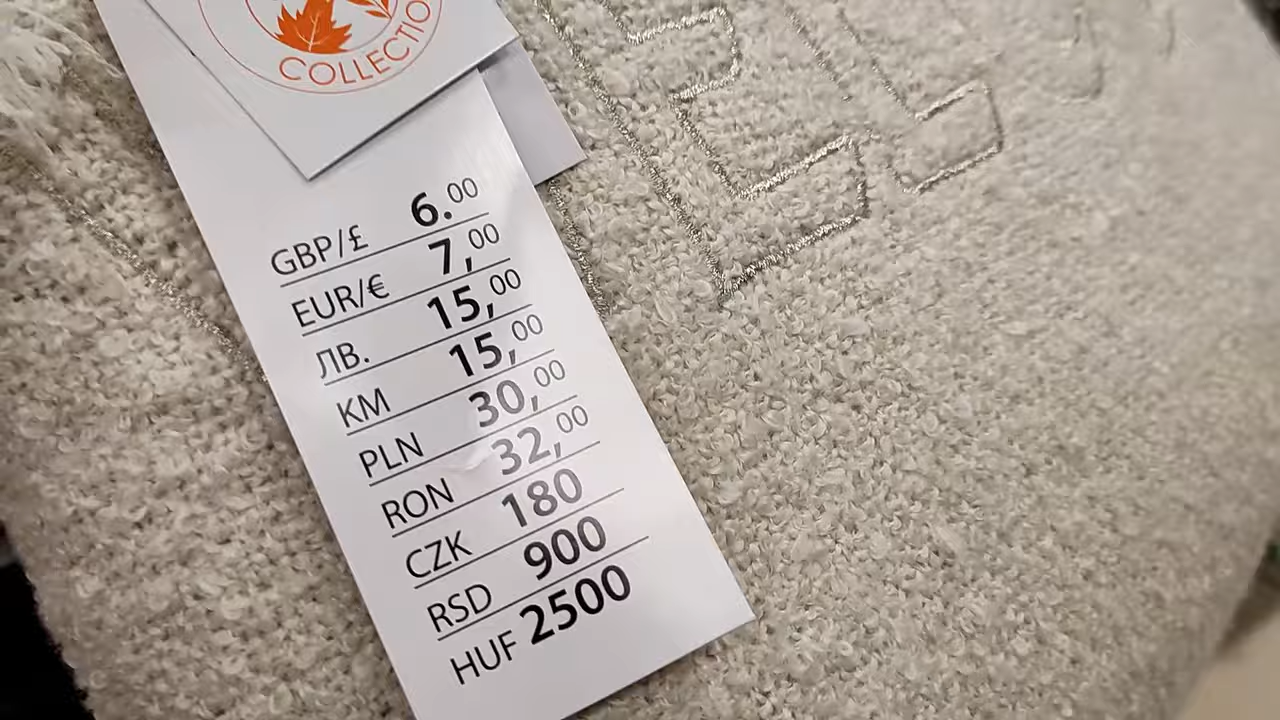 COLLECTIO
GBP/£ 6.00
EUR/€ 7,00
ЛВ. 15,00
KM 15,00
PLN 30,00
RON 32,00
CZK 180
RSD 900
HUF 2500